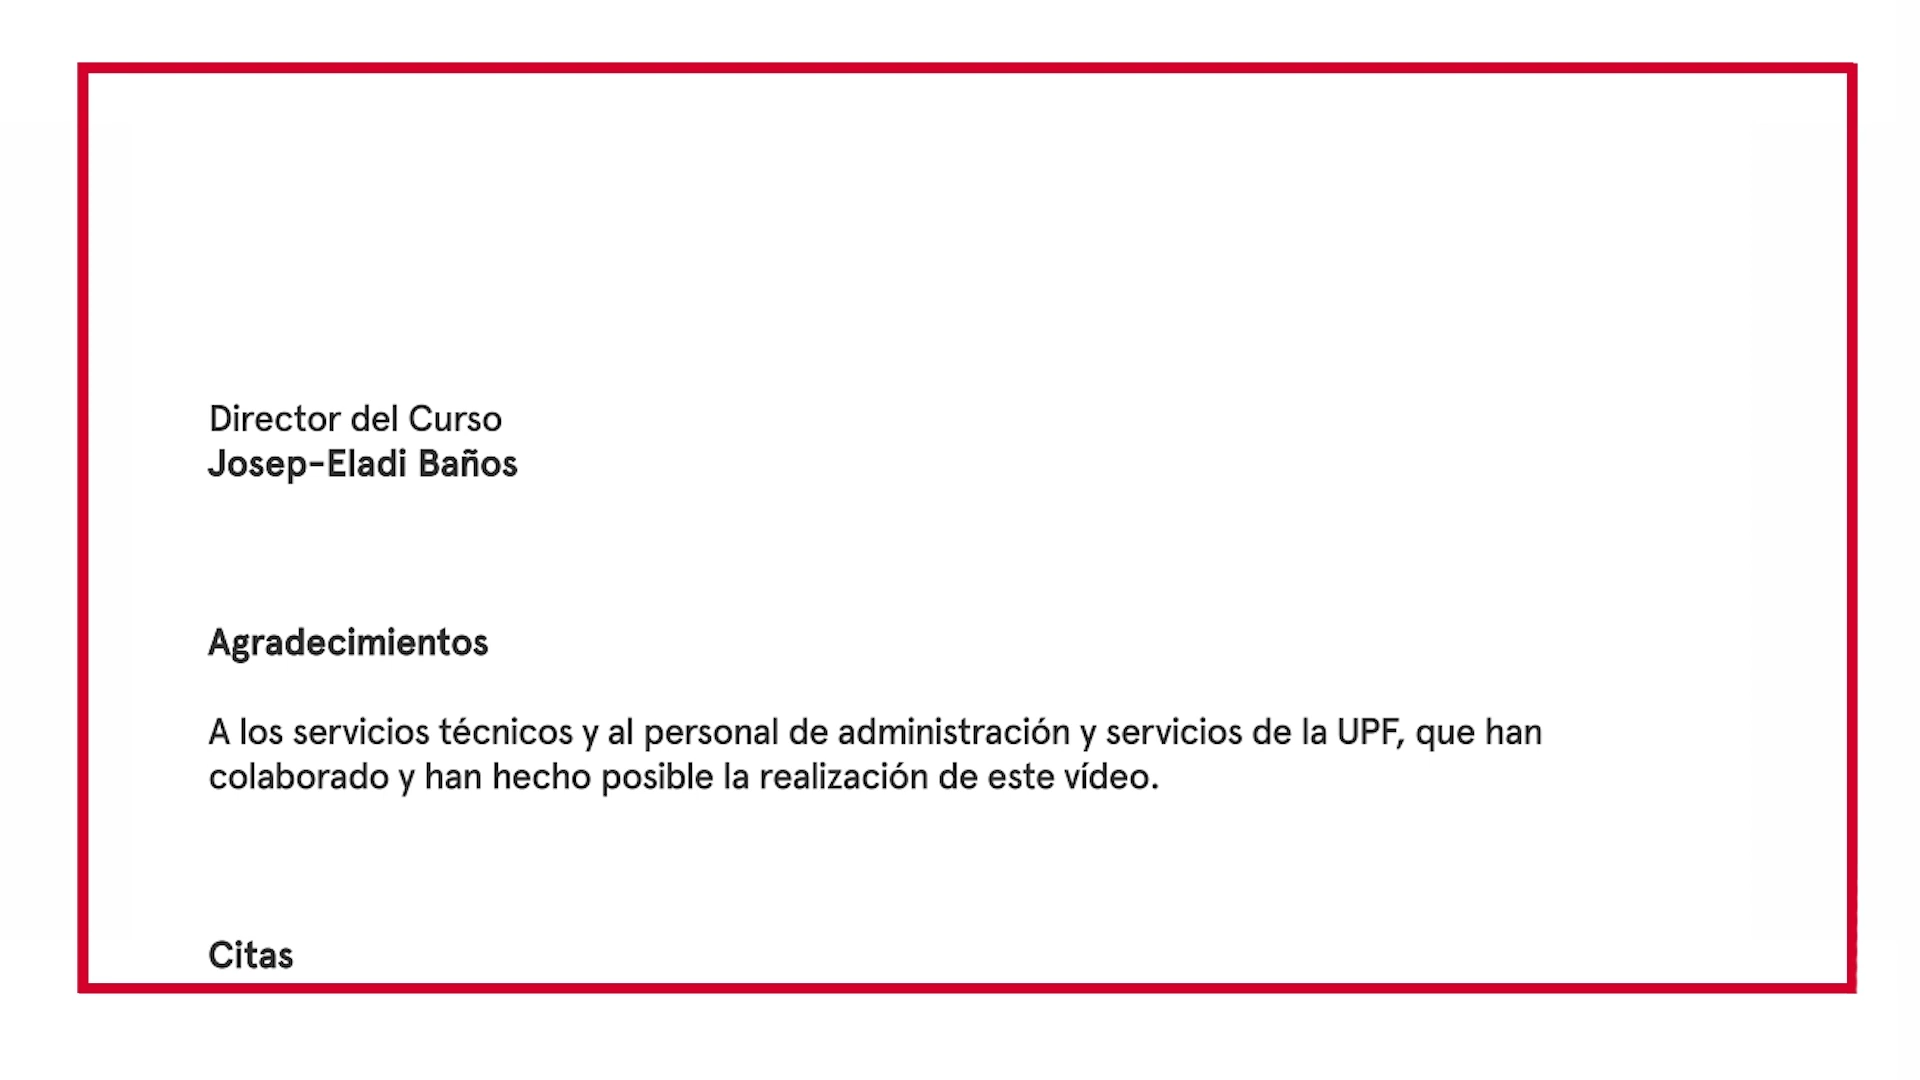 Director del Curso
Josep-Eladi Baños
Agradecimientos
A los servicios técnicos y al personal de administración y servicios de la UPF, que han
colaborado y han hecho posible la realización de este vídeo.
Citas